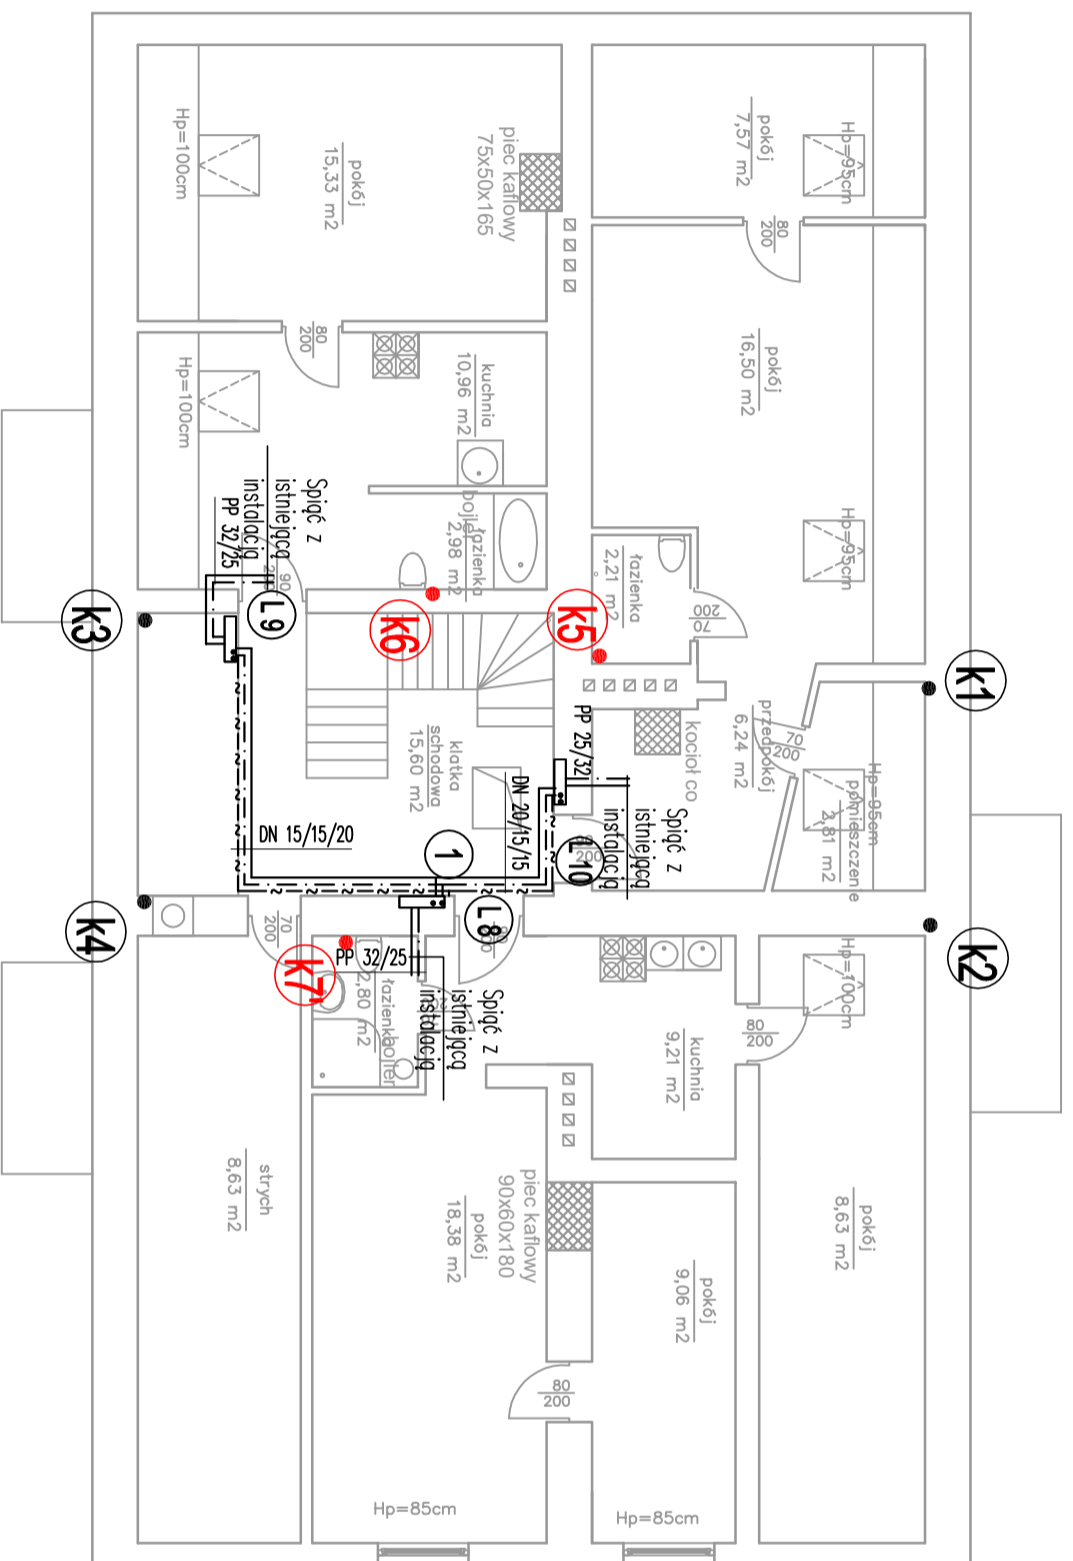 pokój
7,57 m2
Hp=95cm
80
200
piec kaflowy
75x50x165
pokój
15,33 m2
Hp=100cm
80
200
pokój
16,50 m2
Hp=95cm
kuchnia
10,96 m2
Hp=100cm
bojler
łazienka
2,98 m2
Spiąć z
istniejącą
instalacją
PP 32/25
90
L9
k3
k6
k5
łazienka
2,21 m2
70
200
k1
przedpokój
6,24 m2
70
200
Hp=95cm
pomieszczenie
2,81 m2
kocioł co
PP 25/32
klatka
schodowa
15,60 m2
DN 20/15/15
DN 15/15/20
Spiąć z
istniejącą
instalacją
200
L10
1
L8
k4
70
200
k7'
PP 32/25
łazienka
2,80 m2
bojler
Spiąć z
istniejącą
instalacją
k2
Hp=100cm
80
200
kuchnia
9,21 m2
strych
8,63 m2
piec kaflowy
90x60x180
pokój
18,38 m2
pokój
9,06 m2
pokój
8,63 m2
80
200
Hp=85cm
Hp=85cm